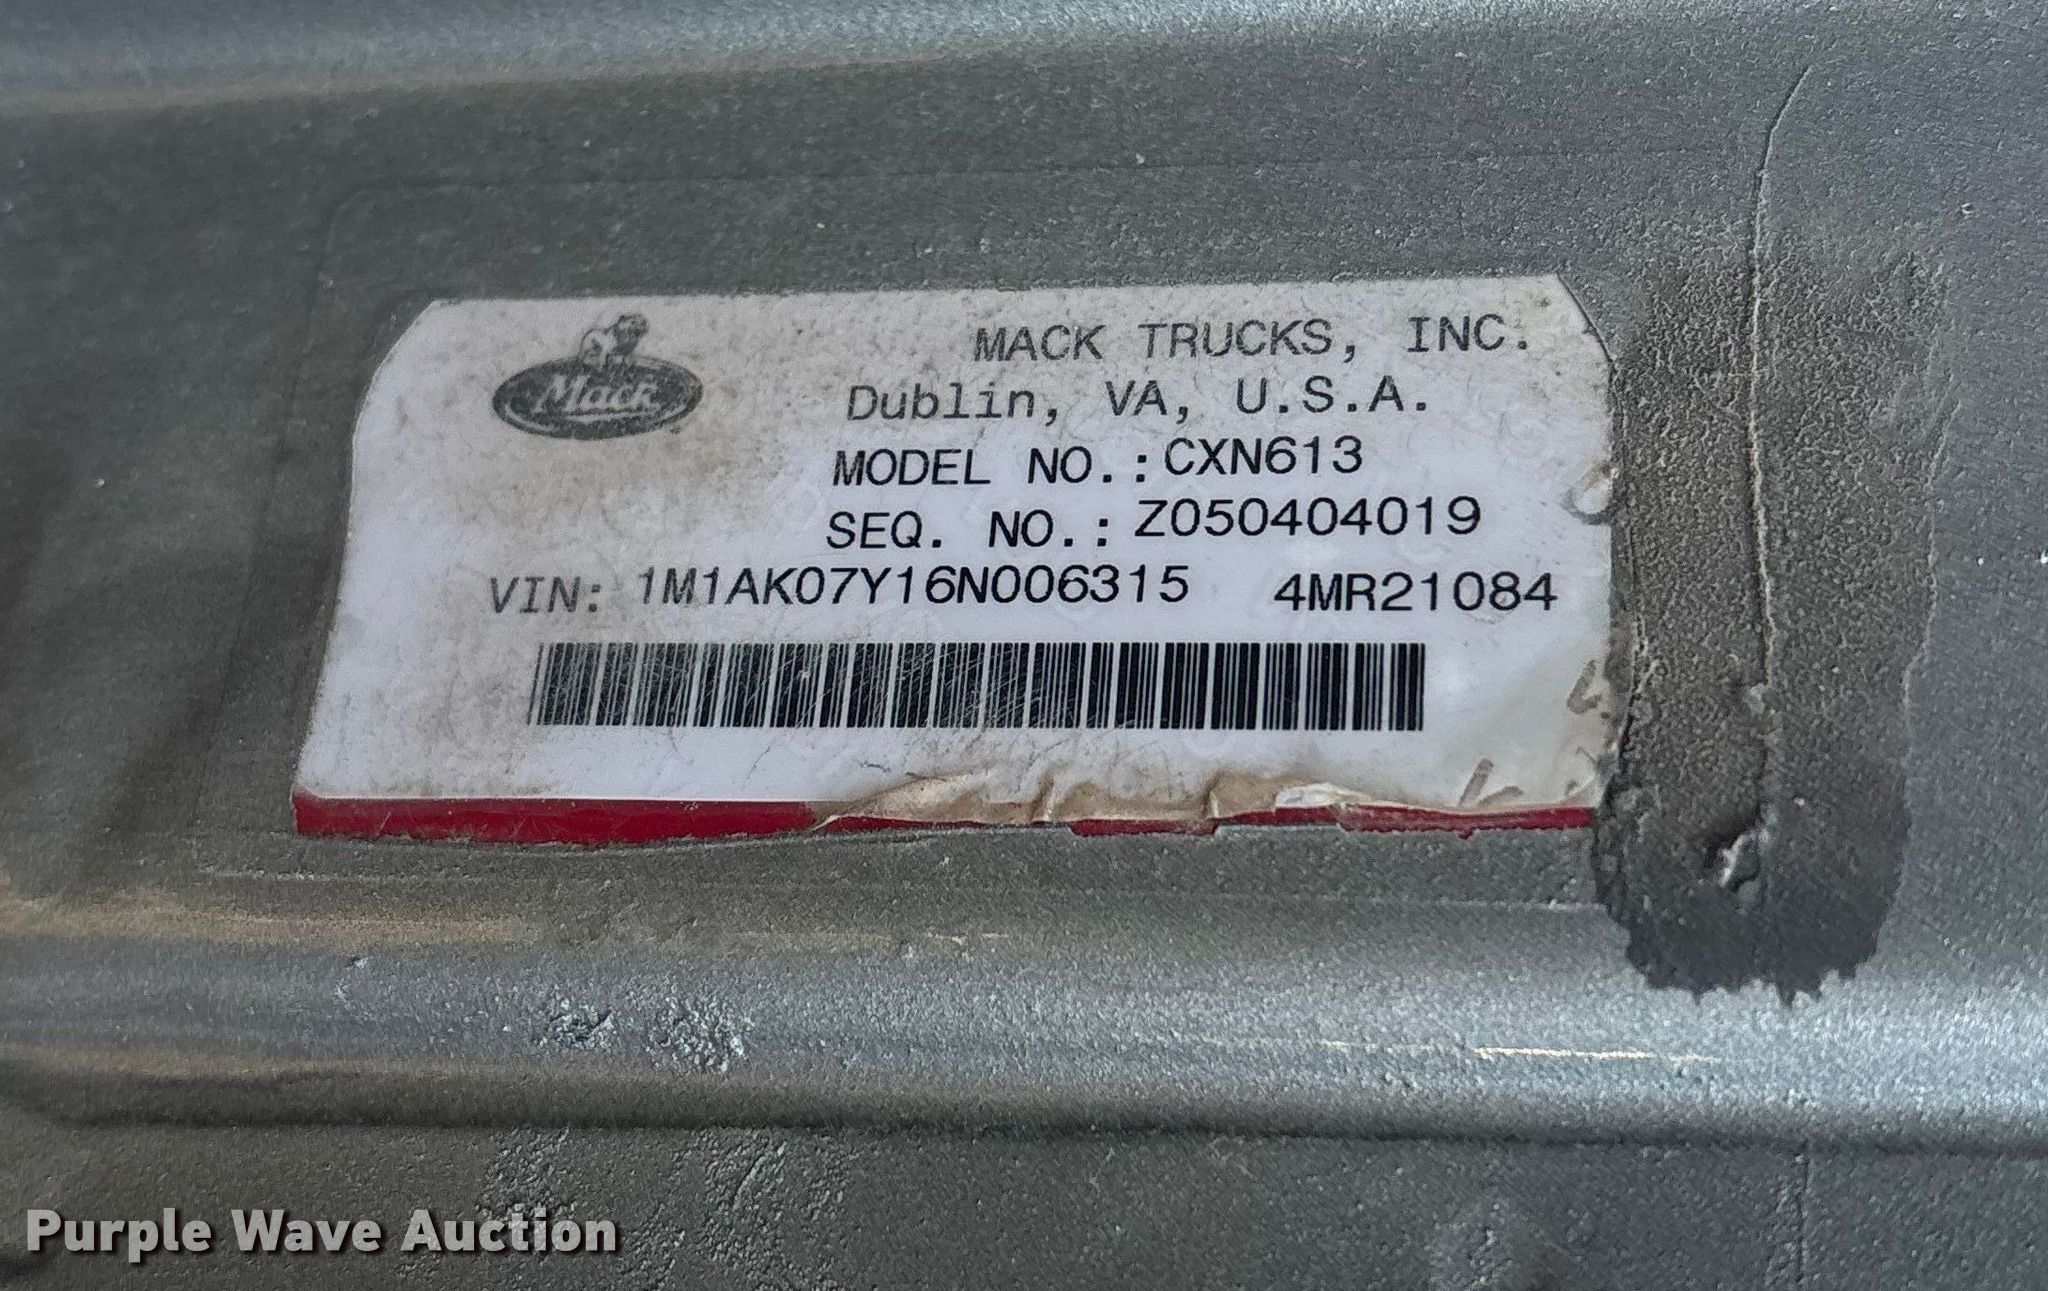 Mack
MACK TRUCKS, INC.
Dublin, VA, U.S.A.
MODEL NO.: CXN613
SEQ. NO.: Z050404019
VIN: 1M1AK07Y16N006315 4MR21084
Purple Wave Auction